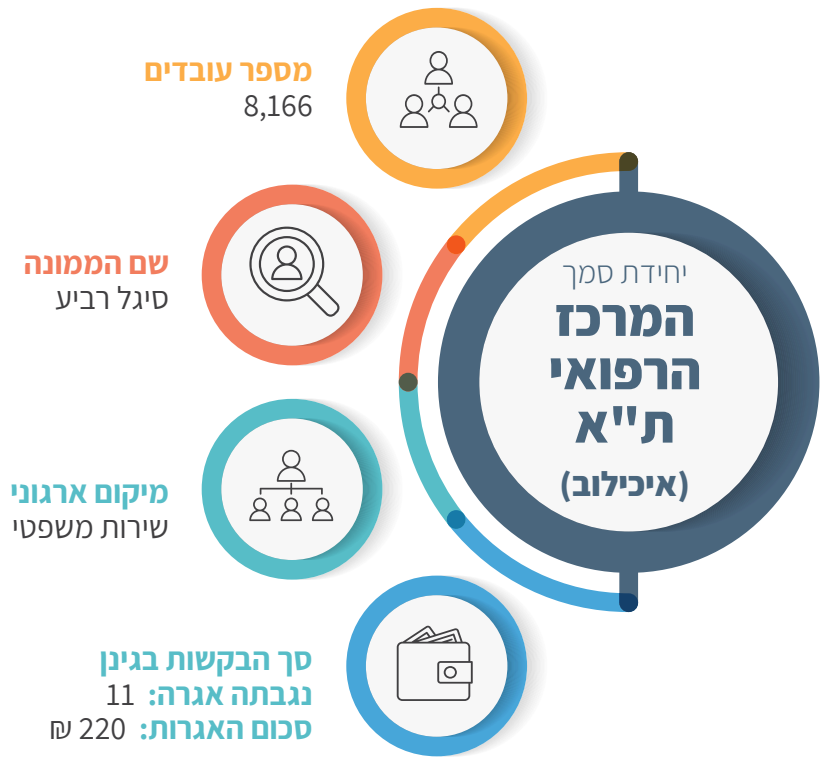 יחידת סמך
המרכז
הרפואי
ת"א
(איכילוב)
מספר עובדים
8,166
שם הממונה
סיגל רביע
מיקום ארגוני
שירות משפטי
סך הבקשות בגינן
נגבתה אגרה: 11
סכום האגרות: 220 ₪